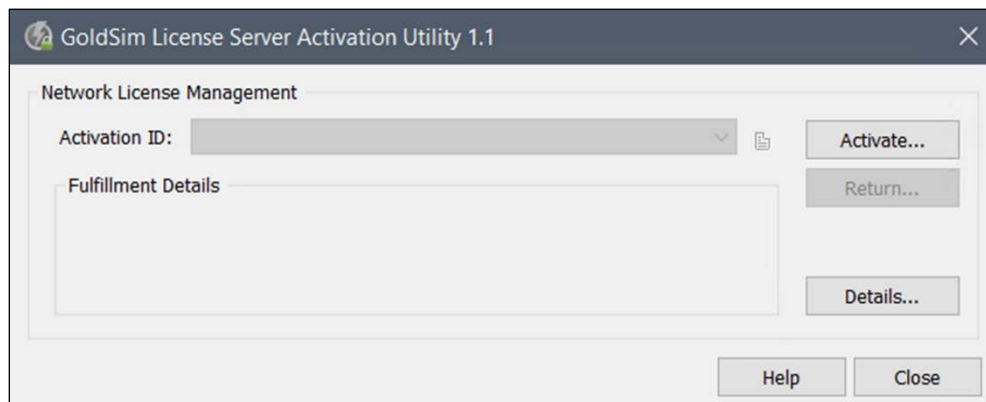 GoldSim License Server Activation Utility 1.1
Network License Management
Activation ID:
Activate...
Fulfillment Details
Return...
Details...
Help
Close